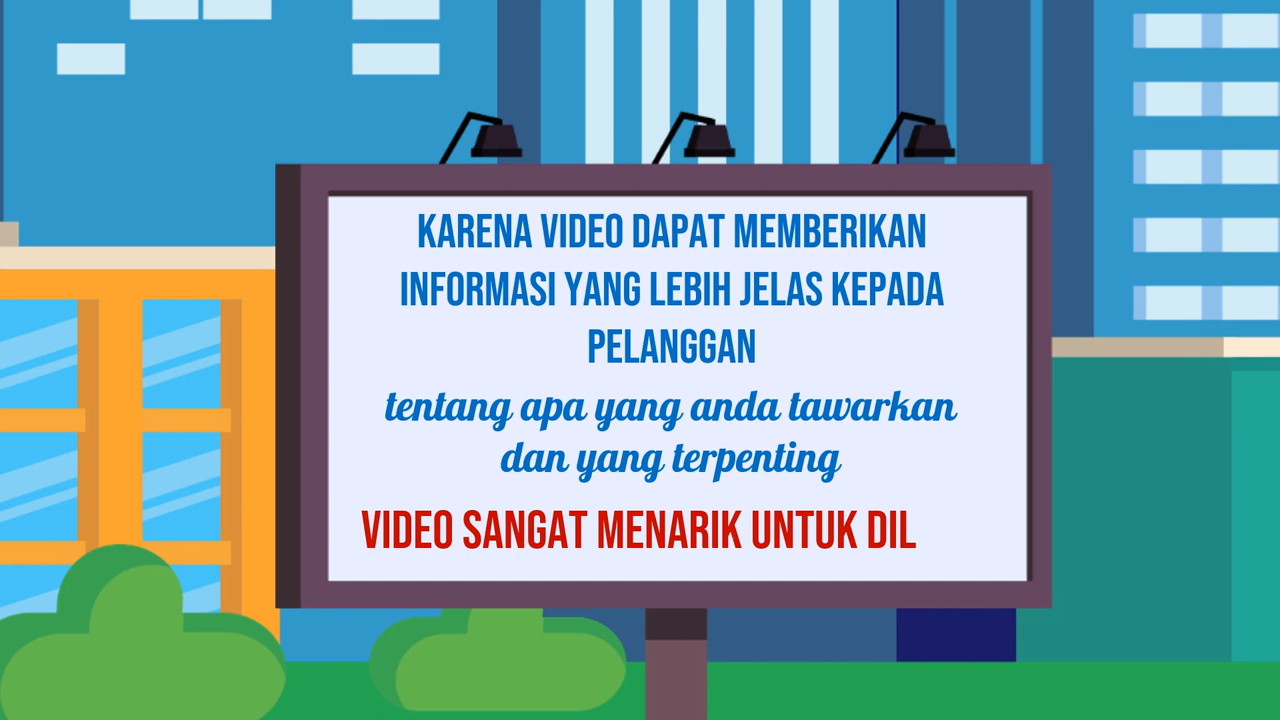 KARENA VIDEO DAPAT MEMBERIKAN
INFORMASI YANG LEBIH JELAS KEPADA
PELANGGAN
tentang apa yang anda tawarkan
dan yang terpenting
VIDEO SANGAT MENARIK UNTUK DIL